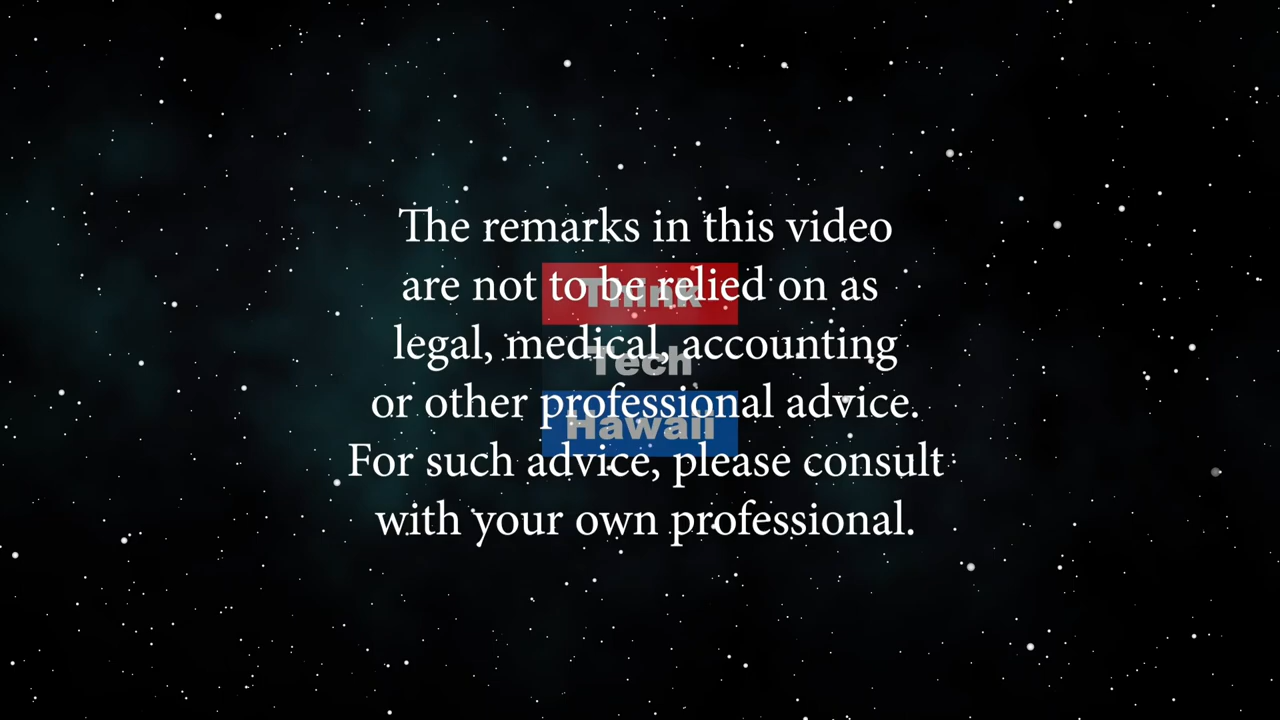 The remarks in this video
are not to be relied on as
legal, medical, accounting
or other professional advice.
For such advice, please consult
with your own professional.
Think
Tech
Hawaii